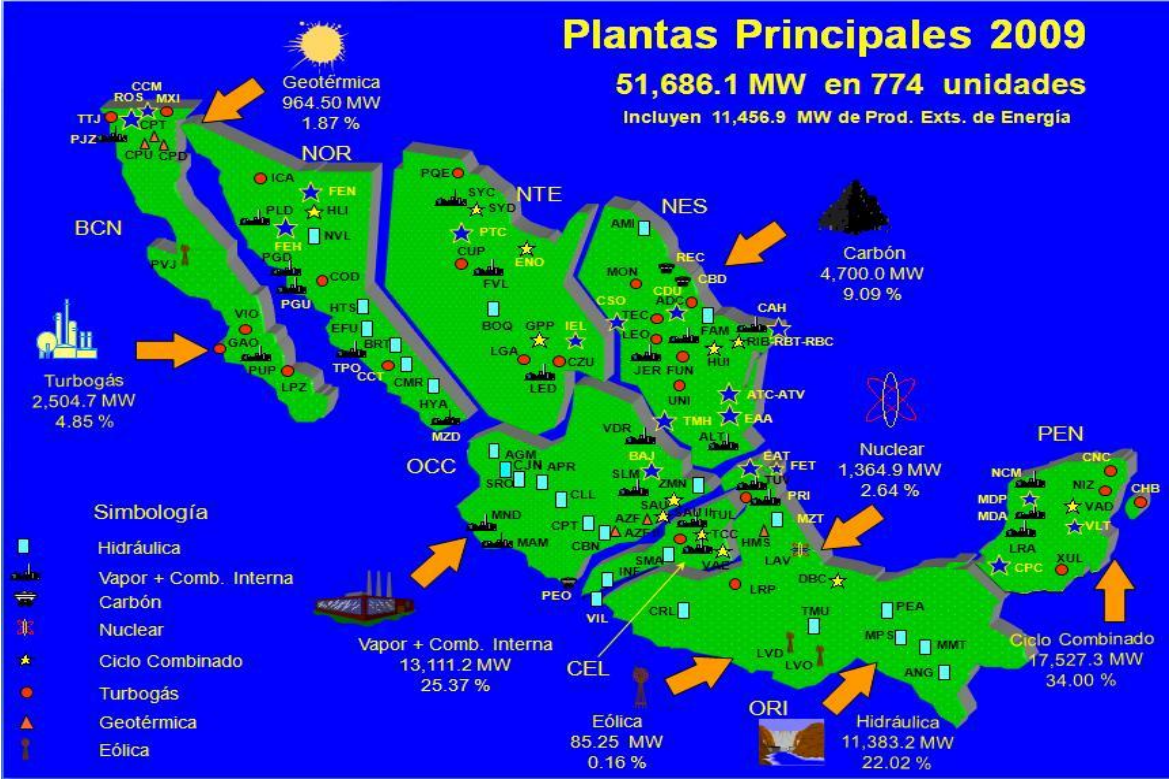 Plantas Principales 2009
51,686.1 MW en 774 unidades
Incluyen 11,456.9 MW de Prod. Exts. de Energía
Geotérmica
964.50 MW
1.87 %
CCM
ROS
MXI
TTJ
CPT
PJZ
CPU
CPD
BCN
PVJ
VIO
GAO
PUP
LPZ
Turbogás
2,504.7 MW
4.85 %
NOR
ICA
FEN
PLD
HLI
NVL
FEH
PGD
COD
PGU
HTS
EFU
BRT
TPO
CCT
CMR
HYA
MZD
NTE
PQE
SYC
SYD
PTC
CUP
ENO
FVL
BOQ
GPP
IEL
LGA
CZU
LED
NES
AMI
REC
MON
CBD
CDU
CSO
ADC
TEC
CAH
LEO
FAM
RIB-RBT-RBC
JER
FUN
HUI
UNI
ATC-ATV
TMH
EAA
ALT
Carbón
4,700.0 MW
9.09 %
Nuclear
1,364.9 MW
2.64 %
OCC
VDR
AGM
CJN
APR
SRO
BAJ
SLM
ZMN
CLL
SAU
MND
CPT
AZF
MAM
CBN
SMA
INF
PEO
VIL
CEL
TUL
TCC
VAE
EAT
FET
TUV
PRI
MZT
HMS
LAV
LRP
DBC
CRL
TMU
PEA
MPS
MMT
LVD
LVO
ANG
ORI
PEN
CNC
NCM
NIZ
CHB
MDP
VAD
MDA
VLT
LRA
CPC
XUL
Ciclo Combinado
17,527.3 MW
34.00 %
Vapor + Comb. Interna
13,111.2 MW
25.37 %
Eólica
85.25 MW
0.16 %
Hidráulica
11,383.2 MW
22.02 %
Simbología
Hidráulica
Vapor + Comb. Interna
Carbón
Nuclear
Ciclo Combinado
Turbogás
Geotérmica
Eólica